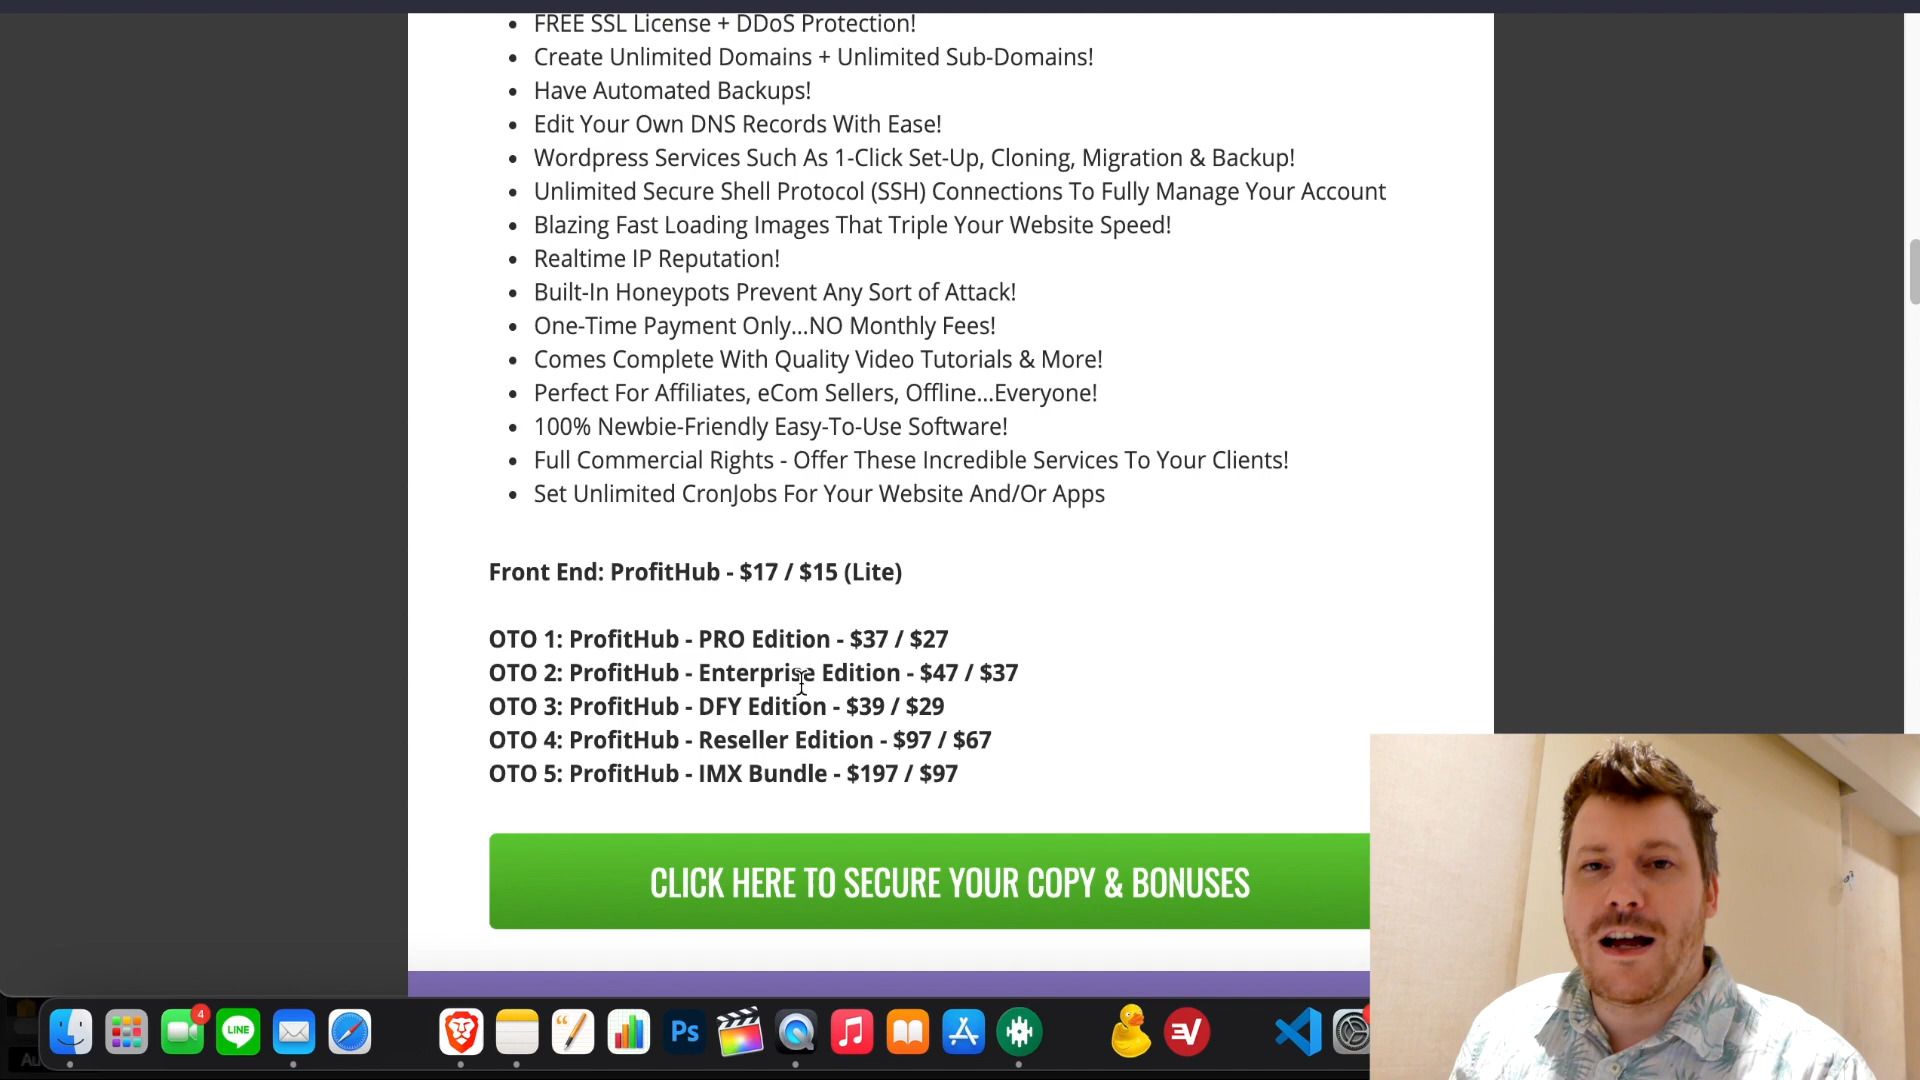 FREE SSL License + DDoS Protection!
Create Unlimited Domains + Unlimited Sub-Domains!
Have Automated Backups!
Edit Your Own DNS Records With Ease!
Wordpress Services Such As 1-Click Set-Up, Cloning, Migration & Backup!
Unlimited Secure Shell Protocol (SSH) Connections To Fully Manage Your Account
Blazing Fast Loading Images That Triple Your Website Speed!
Realtime IP Reputation!
Built-In Honeypots Prevent Any Sort of Attack!
One-Time Payment Only...NO Monthly Fees!
Comes Complete With Quality Video Tutorials & More!
Perfect For Affiliates, eCom Sellers, Offline...Everyone!
100% Newbie-Friendly Easy-To-Use Software!
Full Commercial Rights - Offer These Incredible Services To Your Clients!
Set Unlimited CronJobs For Your Website And/Or Apps
Front End: ProfitHub - $17 / $15 (Lite)
OTO 1: ProfitHub - PRO Edition - $37 / $27
OTO 2: ProfitHub - Enterprise Edition - $47 / $37
OTO 3: ProfitHub - DFY Edition - $39 / $29
OTO 4: ProfitHub - Reseller Edition - $97 / $67
OTO 5: ProfitHub - IMX Bundle - $197 / $97
CLICK HERE TO SECURE YOUR COPY & BONUSES
4
LINE
Ps